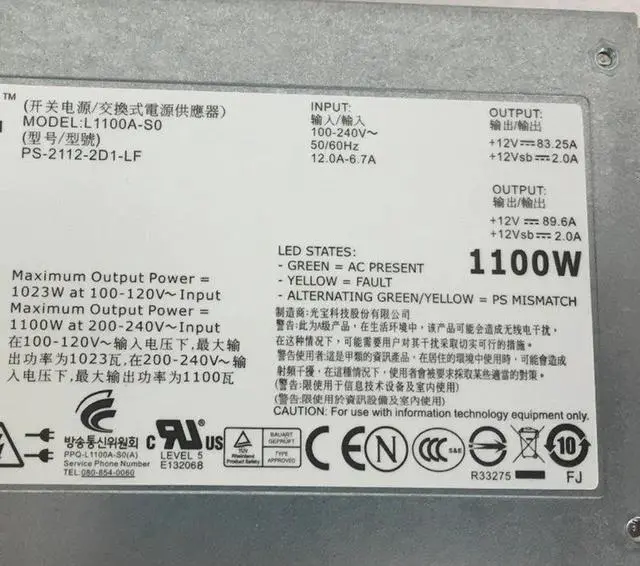 TM
(开关电源/交換式電源供應器)
MODEL:L1100A-S0
(型号/型號)
PS-2112-2D1-LF
INPUT:
输入/輸入
100-240V～
50/60Hz
12.0A-6.7A
OUTPUT:
输出/輸出
+12V⎓83.25A
+12Vsb⎓2.0A
OUTPUT:
输出/輸出
+12V⎓89.6A
+12Vsb⎓2.0A
1100W
LED STATES:
- GREEN = AC PRESENT
- YELLOW = FAULT
- ALTERNATING GREEN/YELLOW = PS MISMATCH
Maximum Output Power =
1023W at 100-120V～Input
Maximum Output Power =
1100W at 200-240V～Input
在100-120V～输入电压下,最大输
出功率为1023瓦,在200-240V～输
入电压下,最大输出功率为1100瓦
制造商:光宝科技股份有限公司
警告:此为A级产品，在生活环境中，该产品可能会造成无线电干扰，
在这种情况下，可能需要用户对其干扰采取切实可行的措施。
警告使用者:這是甲類的資訊產品，在居住的環境中使用時，可能會造成
射頻干擾，在這種情況下，使用者會被要求採取某些適當的對策。
(警告:限使用于信息技术设备及室内使用)
(警告:限使用於資訊設備及室內使用)
CAUTION: For use with information technology equipment only.
방송통신위원회
PPQ-L1100A-S0(A)
Service Phone Number
TEL:080-854-0060
C UL US
LEVEL 5
E132068
TÜV
Rheinland
Product Safety
BAUART
GEPRÜFT
TYPE
APPROVED
CE
N
CCC
S&E
R33275
10
FJ